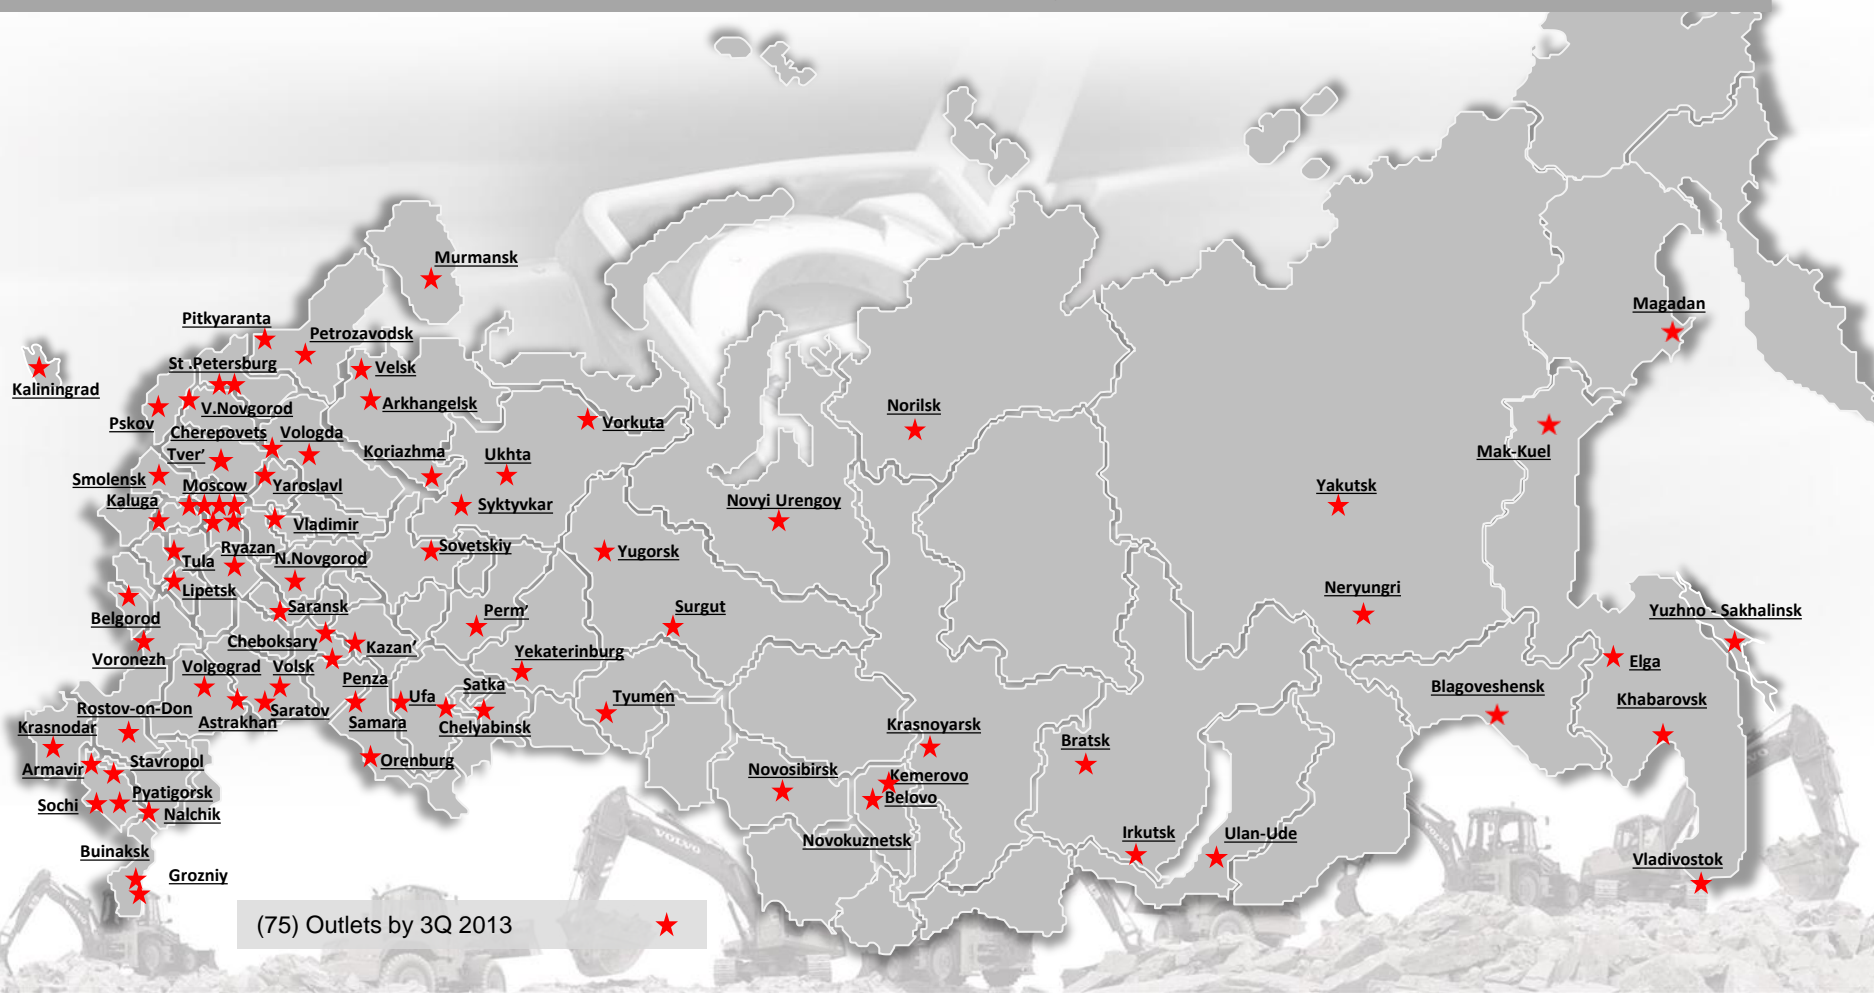 Murmansk
Pitkyaranta
Petrozavodsk
Magadan
St .Petersburg
Velsk
Kaliningrad
Arkhangelsk
V.Novgorod
Norilsk
Pskov
Vorkuta
Cherepovets
Vologda
Koriazhma
Ukhta
Mak-Kuel
Tver'
Smolensk
Moscow
Yaroslavl
Yakutsk
Kaluga
Novyi Urengoy
Syktyvkar
Vladimir
Ryazan
N.Novgorod
Sovetskiy
Yugorsk
Tula
Lipetsk
Neryungri
Saransk
Perm'
Surgut
Yuzhno - Sakhalinsk
Belgorod
Cheboksary
Kazan'
Yekaterinburg
Voronezh
Elga
Volgograd
Volsk
Penza
Satka
Blagoveshensk
Ufa
Tyumen
Khabarovsk
Rostov-on-Don
Saratov
Astrakhan
Samara
Chelyabinsk
Krasnodar
Krasnoyarsk
Bratsk
Orenburg
Stavropol
Armavir
Novosibirsk
Kemerovo
Pyatigorsk
Belovo
Sochi
Nalchik
Irkutsk
Ulan-Ude
Novokuznetsk
Buinaksk
Vladivostok
Grozniy
(75) Outlets by 3Q 2013
VOLVO
VOLVO